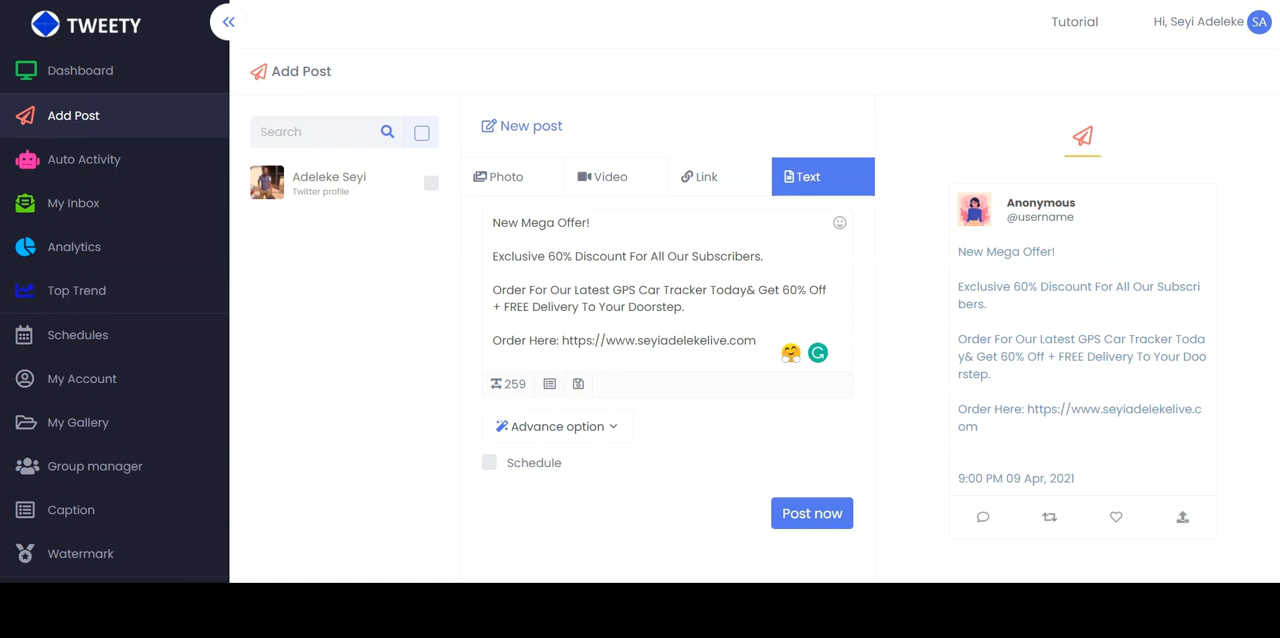 TWEETY
Tutorial
Hi, Seyi Adeleke
SA
Dashboard
Add Post
Auto Activity
My Inbox
Analytics
Top Trend
Schedules
My Account
My Gallery
Group manager
Caption
Watermark
Add Post
Search
Adeleke Seyi
Twitter profile
New post
Photo
Video
Link
Text
New Mega Offer!
Exclusive 60% Discount For All Our Subscribers.
Order For Our Latest GPS Car Tracker Today& Get 60% Off
+ FREE Delivery To Your Doorstep.
Order Here: https://www.seyiadelekelive.com
259
Advance option
Schedule
Post now
Anonymous
@username
New Mega Offer!
Exclusive 60% Discount For All Our Subscri
bers.
Order For Our Latest GPS Car Tracker Toda
y& Get 60% Off + FREE Delivery To Your Doo
rstep.
Order Here: https://www.seyiadelekelive.c
om
9:00 PM 09 Apr, 2021